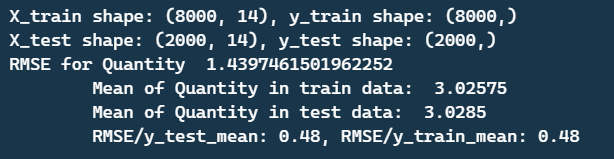 X_train shape: (8000, 14), y_train shape: (8000,)
X_test shape: (2000, 14), y_test shape: (2000,)
RMSE for Quantity  1.4397461501962252
        Mean of Quantity in train data:  3.02575
        Mean of Quantity in test data:  3.0285
        RMSE/y_test_mean: 0.48, RMSE/y_train_mean: 0.48